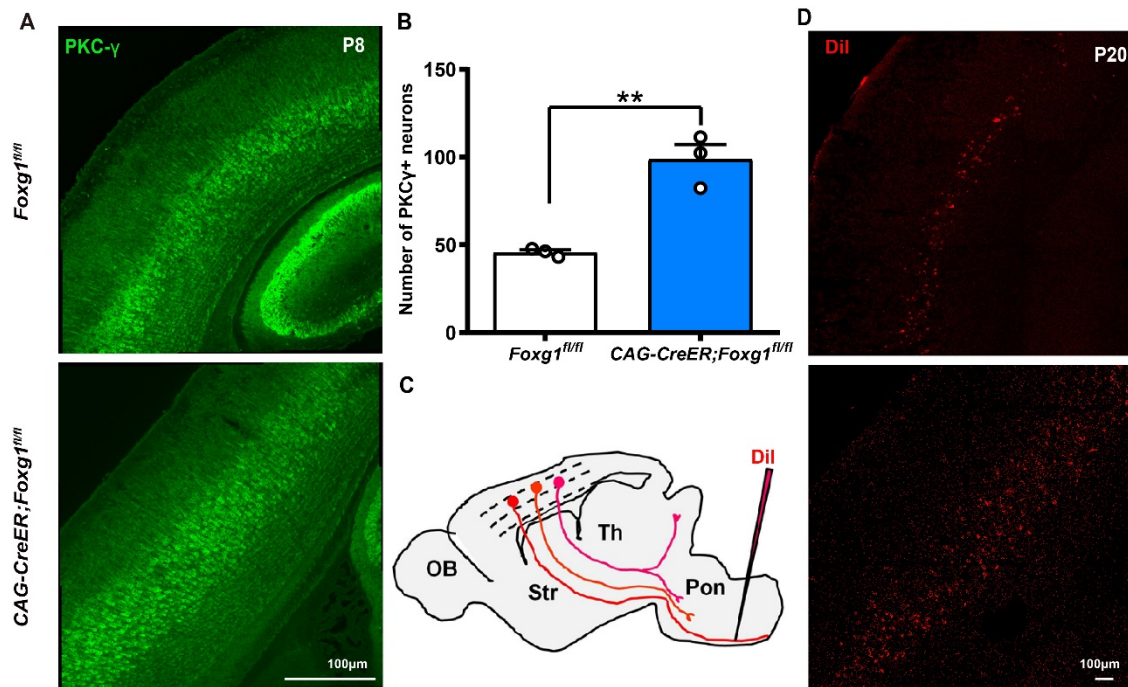 A
PKC-γ
P8
Foxg1fl/fl
CAG-CreER;Foxg1fl/fl
100μm
B
Number of PKCγ+ neurons
150
100
50
0
**
Foxg1fl/fl
CAG-CreER;Foxg1fl/fl
C
DiI
OB
Str
Th
Pon
D
DiI
P20
100μm